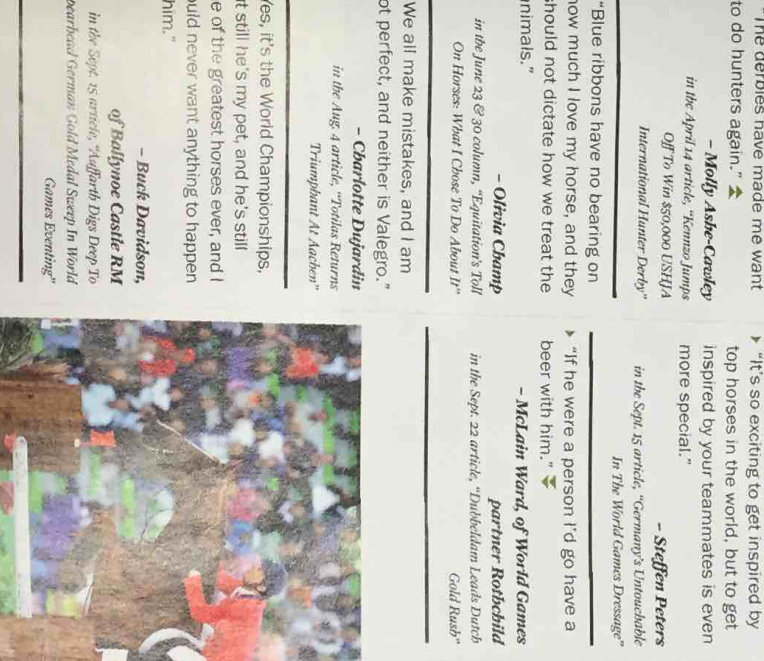 "The derbies have made me want
to do hunters again."
– Molly Ashe-Cawley
in the April 14 article, "Kennzo Jumps
Off To Win $50,000 USHJA
International Hunter Derby"
"Blue ribbons have no bearing on
how much I love my horse, and they
should not dictate how we treat the
animals."
– Olivia Champ
in the June 23 & 30 column, "Equitation's Toll
On Horses: What I Chose To Do About It"
We all make mistakes, and I am
ot perfect, and neither is Valegro."
– Charlotte Dujardin
in the Aug. 4 article, "Totilas Returns
Triumphant At Aachen"
Yes, it's the World Championships,
t still he's my pet, and he's still
e of the greatest horses ever, and I
ould never want anything to happen
him."
– Buck Davidson,
of Ballynoe Castle RM
in the Sept. 15 article, "Auffarth Digs Deep To
pearhead German Gold Medal Sweep In World
Games Eventing"
"It's so exciting to get inspired by
top horses in the world, but to get
inspired by your teammates is even
more special."
– Steffen Peters
in the Sept. 15 article, "Germany's Untouchable
In The World Games Dressage"
"If he were a person I'd go have a
beer with him."
– McLain Ward, of World Games
partner Rothchild
in the Sept. 22 article, "Dubbeldam Leads Dutch
Gold Rush"